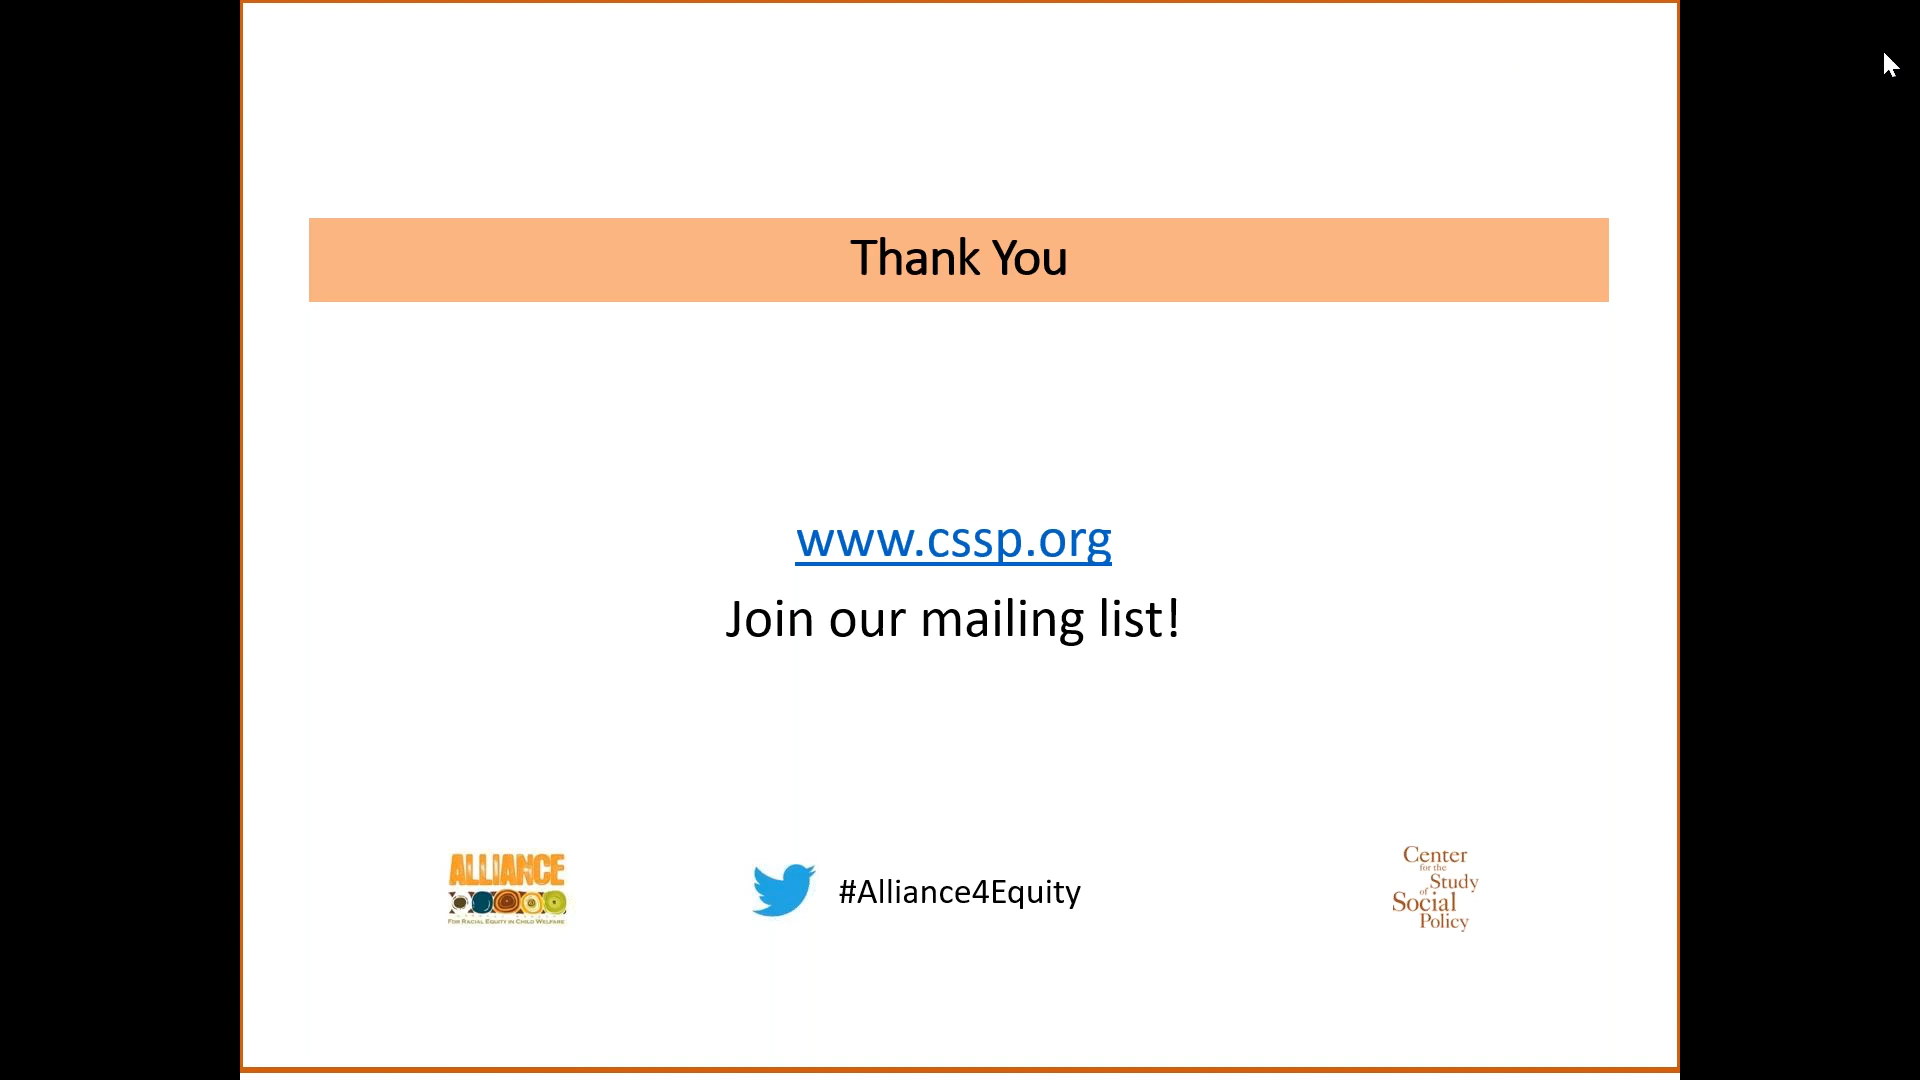 Thank You
www.cssp.org
Join our mailing list!
ALLIANCE
FOR RACIAL EQUITY IN CHILD WELFARE
#Alliance4Equity
Center
for the
Study
of
Social
Policy